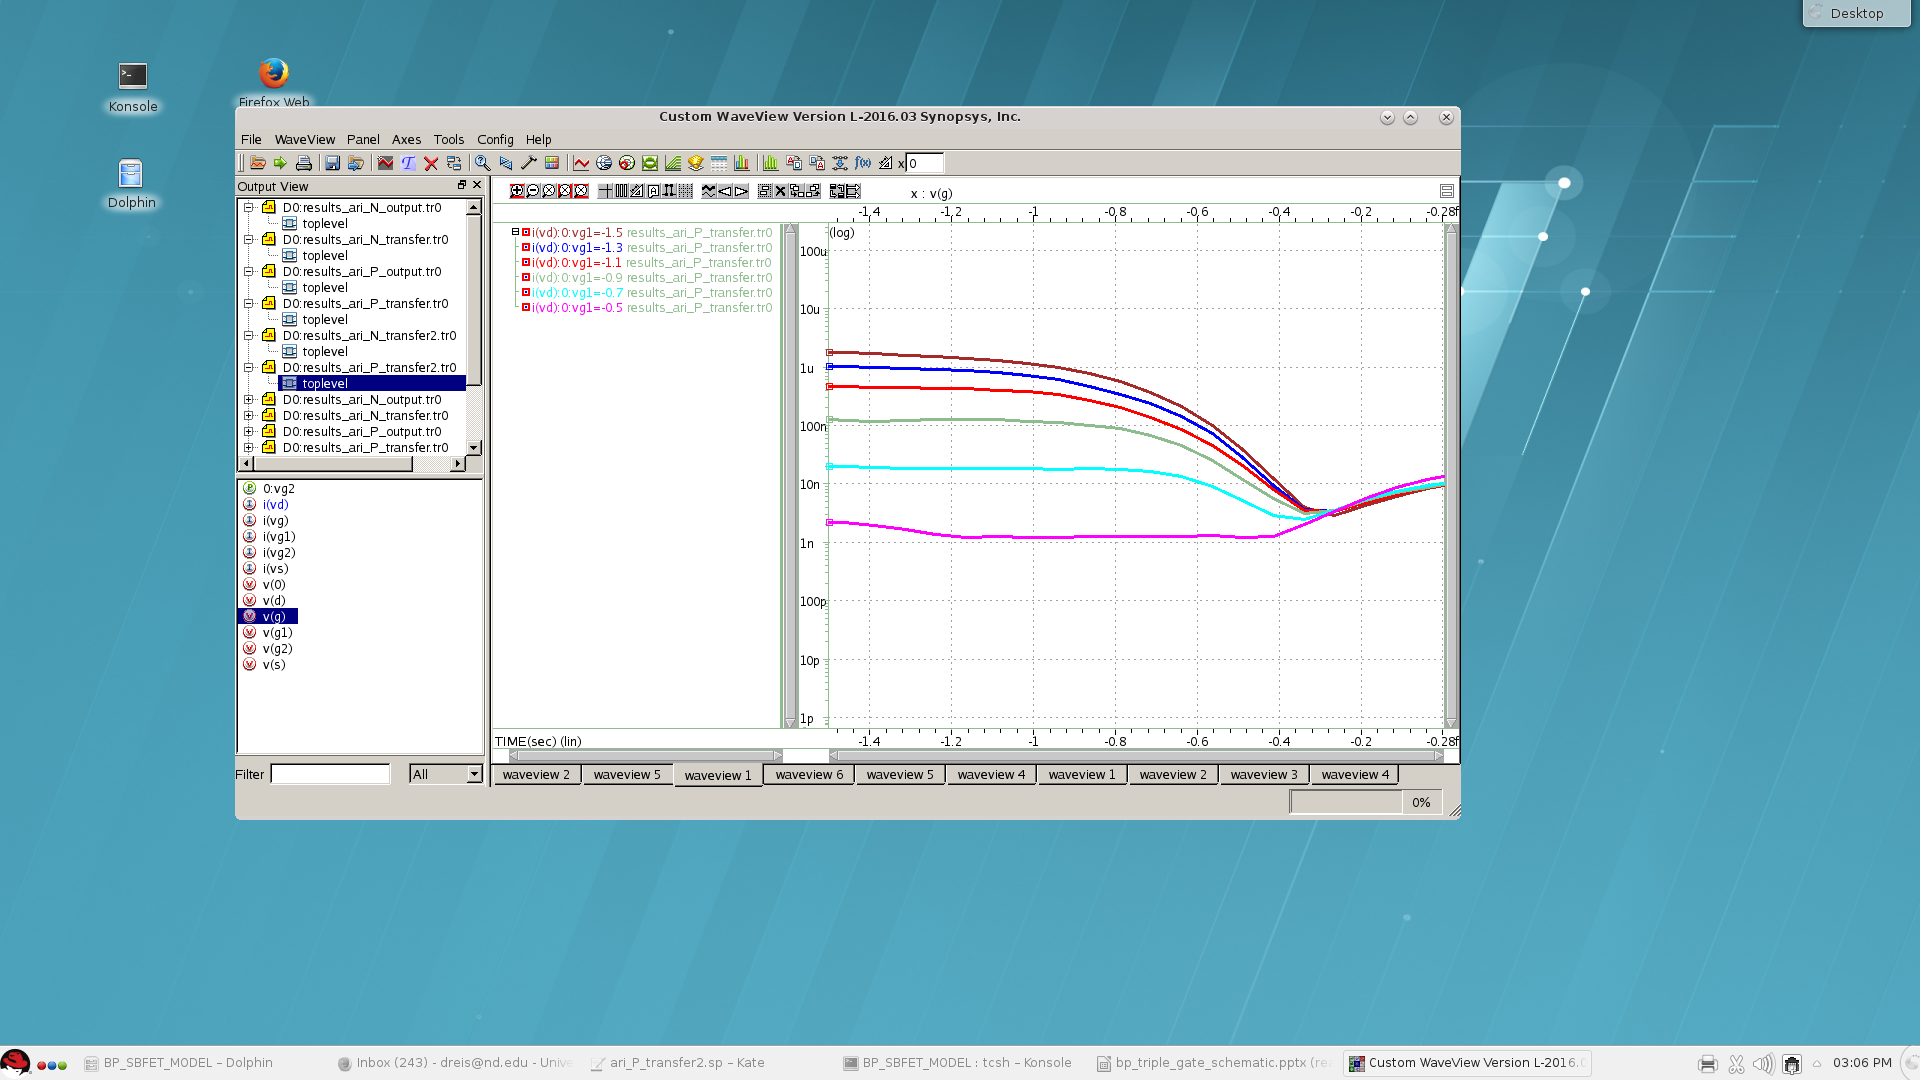 Desktop
Konsole
Firefox Web
Dolphin
Custom WaveView Version L-2016.03 Synopsys, Inc.
File WaveView Panel Axes Tools Config Help
x 0
Output View
D0:results_ari_N_output.tr0
toplevel
D0:results_ari_N_transfer.tr0
toplevel
D0:results_ari_P_output.tr0
toplevel
D0:results_ari_P_transfer.tr0
toplevel
D0:results_ari_N_transfer2.tr0
toplevel
D0:results_ari_P_transfer2.tr0
toplevel
D0:results_ari_N_output.tr0
D0:results_ari_N_transfer.tr0
D0:results_ari_P_output.tr0
D0:results_ari_P_transfer.tr0
0:vg2
i(vd)
i(vg)
i(vg1)
i(vg2)
i(vs)
v(0)
v(d)
v(g)
v(g1)
v(g2)
v(s)
Filter All
x : v(g)
-1.4 -1.2 -1 -0.8 -0.6 -0.4 -0.2 -0.28f
i(vd):0:vg1=-1.5 results_ari_P_transfer.tr0
i(vd):0:vg1=-1.3 results_ari_P_transfer.tr0
i(vd):0:vg1=-1.1 results_ari_P_transfer.tr0
i(vd):0:vg1=-0.9 results_ari_P_transfer.tr0
i(vd):0:vg1=-0.7 results_ari_P_transfer.tr0
i(vd):0:vg1=-0.5 results_ari_P_transfer.tr0
(log)
100u
10u
1u
100n
10n
1n
100p
10p
1p
TIME(sec) (lin)
-1.4 -1.2 -1 -0.8 -0.6 -0.4 -0.2 -0.28f
waveview 2 waveview 5 waveview 1 waveview 6 waveview 5 waveview 4 waveview 1 waveview 2 waveview 3 waveview 4
0%
BP_SBFET_MODEL – Dolphin Inbox (243) - dreis@nd.edu - Unive ari_P_transfer2.sp – Kate BP_SBFET_MODEL : tcsh – Konsole bp_triple_gate_schematic.pptx (re Custom WaveView Version L-2016. 03:06 PM